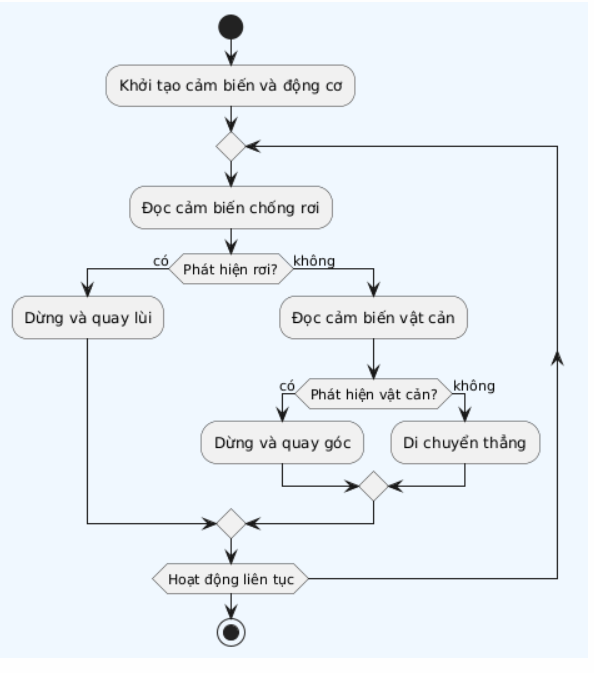 Khởi tạo cảm biến và động cơ
Đọc cảm biến chống rơi
có
Phát hiện rơi?
không
Dừng và quay lùi
Đọc cảm biến vật cản
có
Phát hiện vật cản?
không
Dừng và quay góc
Di chuyển thẳng
Hoạt động liên tục